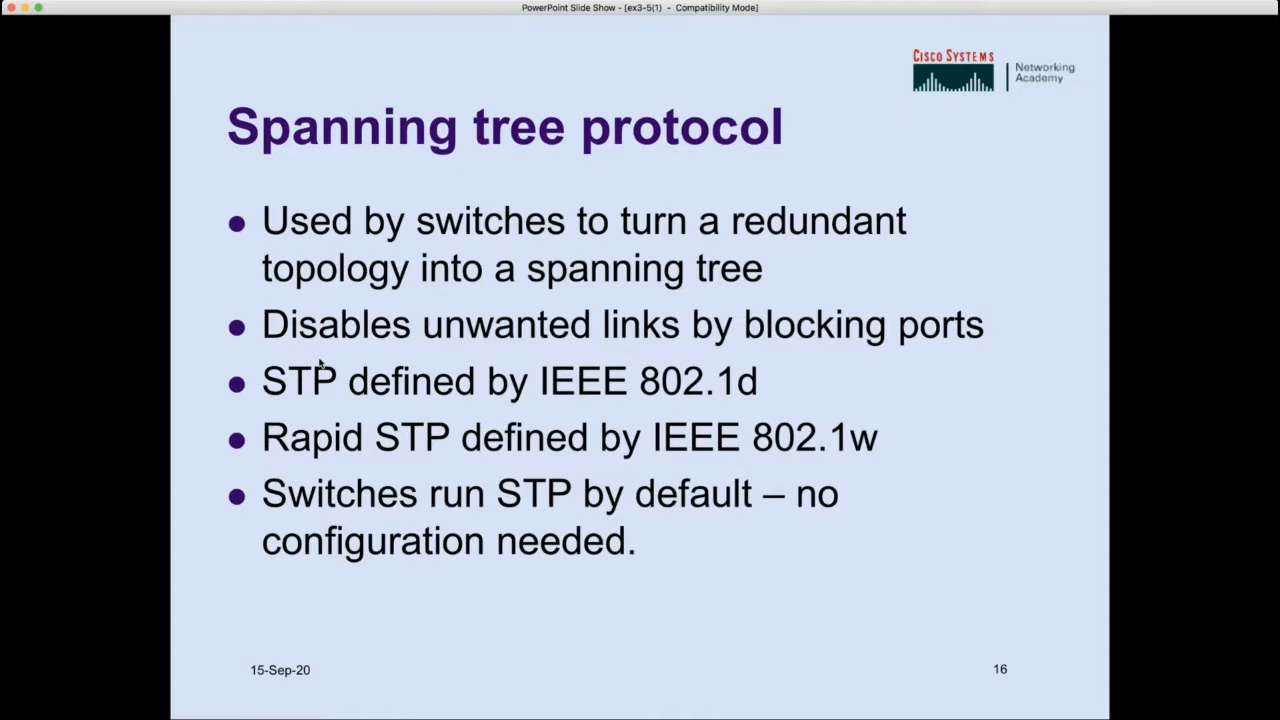 PowerPoint Slide Show - [ex3-5(1) - Compatibility Mode]
CISCO SYSTEMS
Networking
Academy
Spanning tree protocol
● Used by switches to turn a redundant
topology into a spanning tree
● Disables unwanted links by blocking ports
● STP defined by IEEE 802.1d
● Rapid STP defined by IEEE 802.1w
● Switches run STP by default – no
configuration needed.
15-Sep-20
16